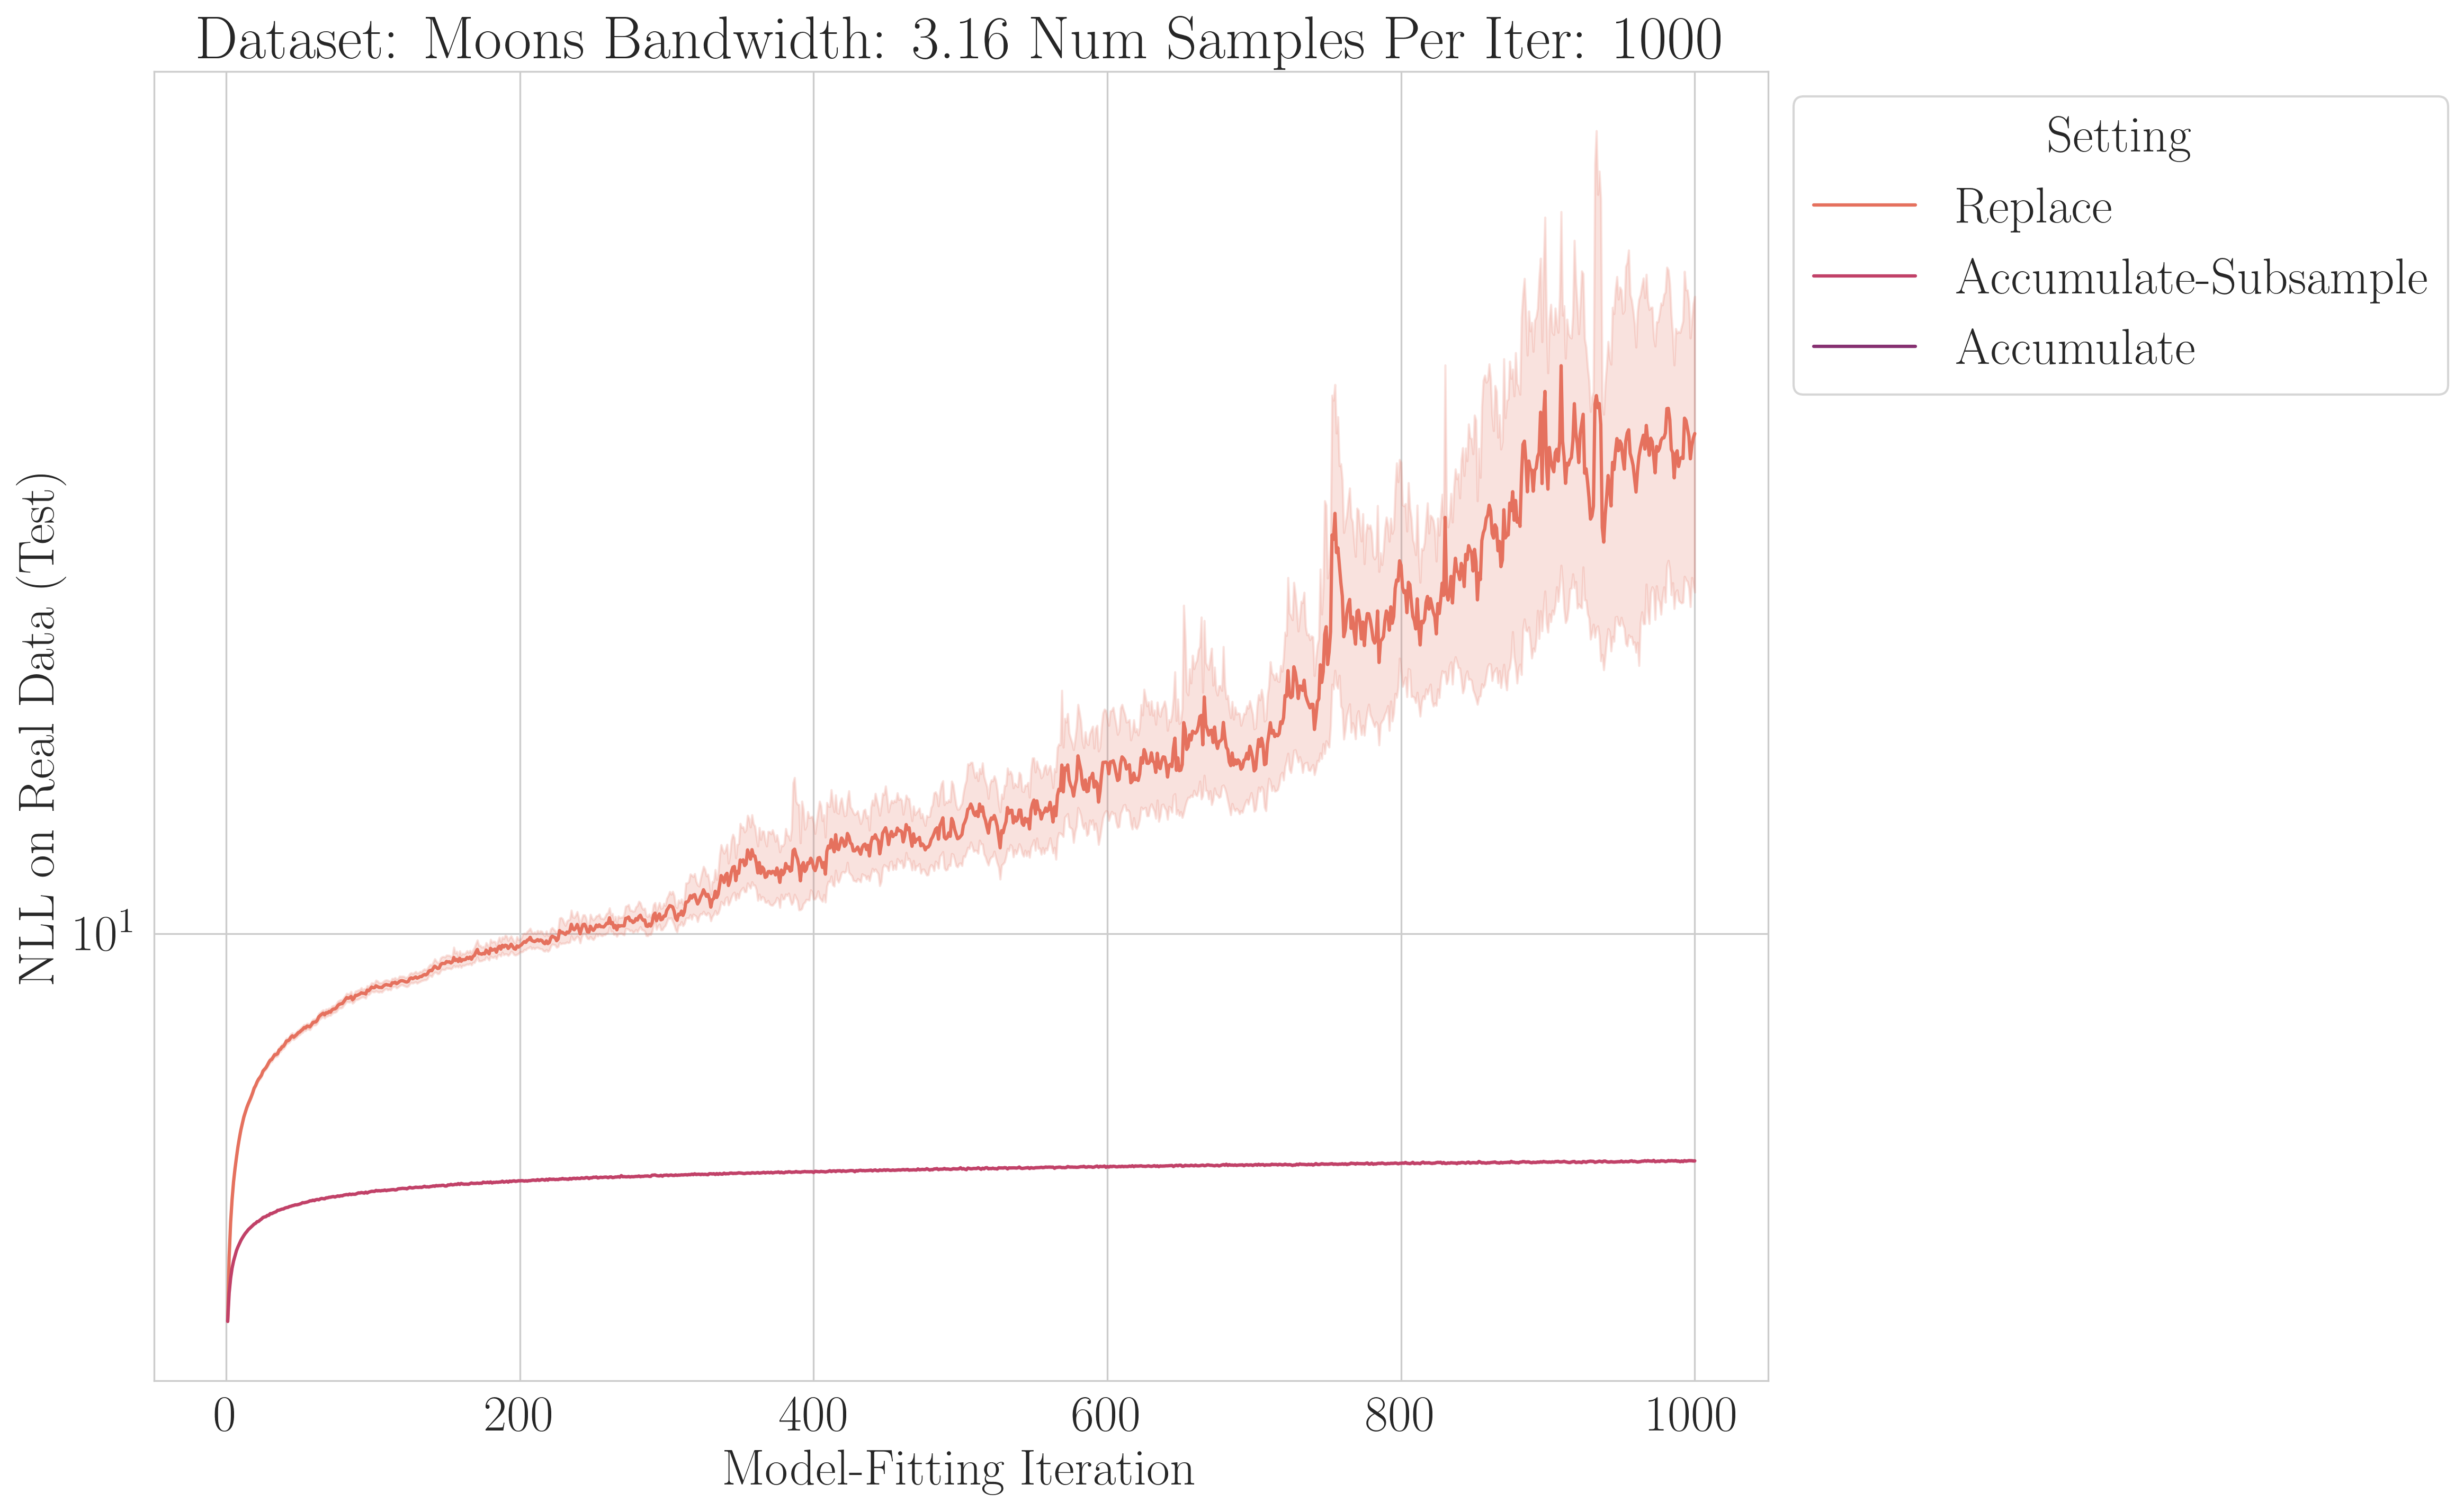 Dataset: Moons Bandwidth: 3.16 Num Samples Per Iter: 1000
Setting
Replace
Accumulate-Subsample
Accumulate
NLL on Real Data (Test)
10¹
0 200 400 600 800 1000
Model-Fitting Iteration